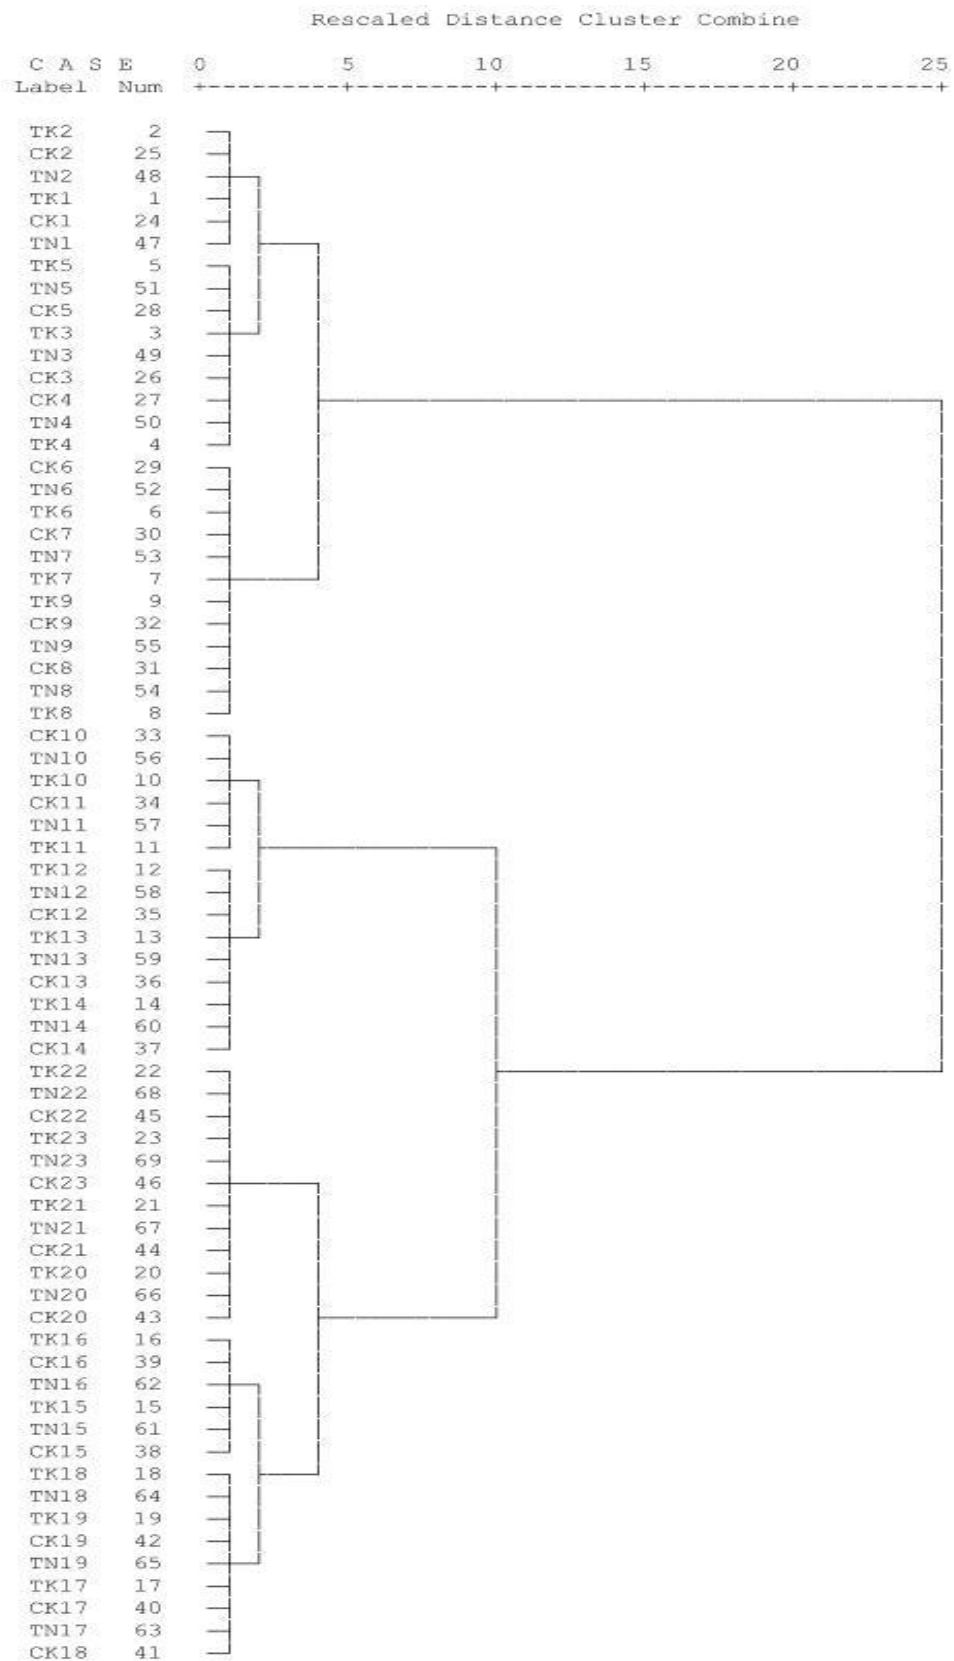 Rescaled Distance Cluster Combine
C A S E 0 5 10 15 20 25
Label Num +---------+---------+---------+---------+---------+
TK2 2
CK2 25
TN2 48
TK1 1
CK1 24
TN1 47
TK5 5
TN5 51
CK5 28
TK3 3
TN3 49
CK3 26
CK4 27
TN4 50
TK4 4
CK6 29
TN6 52
TK6 6
CK7 30
TN7 53
TK7 7
TK9 9
CK9 32
TN9 55
CK8 31
TN8 54
TK8 8
CK10 33
TN10 56
TK10 10
CK11 34
TN11 57
TK11 11
TK12 12
TN12 58
CK12 35
TK13 13
TN13 59
CK13 36
TK14 14
TN14 60
CK14 37
TK22 22
TN22 68
CK22 45
TK23 23
TN23 69
CK23 46
TK21 21
TN21 67
CK21 44
TK20 20
TN20 66
CK20 43
TK16 16
CK16 39
TN16 62
TK15 15
TN15 61
CK15 38
TK18 18
TN18 64
TK19 19
CK19 42
TN19 65
TK17 17
CK17 40
TN17 63
CK18 41